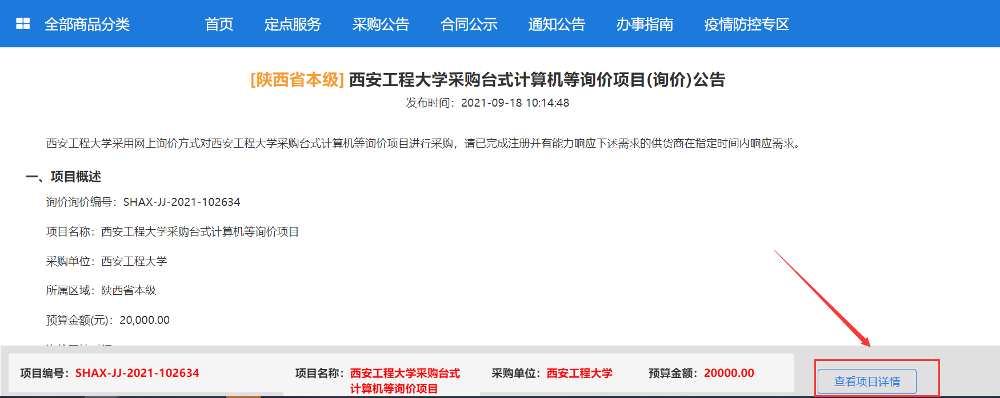 全部商品分类 首页 定点服务 采购公告 合同公示 通知公告 办事指南 疫情防控专区
[陕西省本级] 西安工程大学采购台式计算机等询价项目(询价)公告
发布时间：2021-09-18 10:14:48
西安工程大学采用网上询价方式对西安工程大学采购台式计算机等询价项目进行采购，请已完成注册并有能力响应下述需求的供货商在指定时间内响应需求。
一、项目概述
询价询价编号：SHAX-JJ-2021-102634
项目名称：西安工程大学采购台式计算机等询价项目
采购单位：西安工程大学
所属区域：陕西省本级
预算金额(元)：20,000.00
项目编号：SHAX-JJ-2021-102634 项目名称：西安工程大学采购台式 采购单位：西安工程大学 预算金额：20000.00
计算机等询价项目
查看项目详情